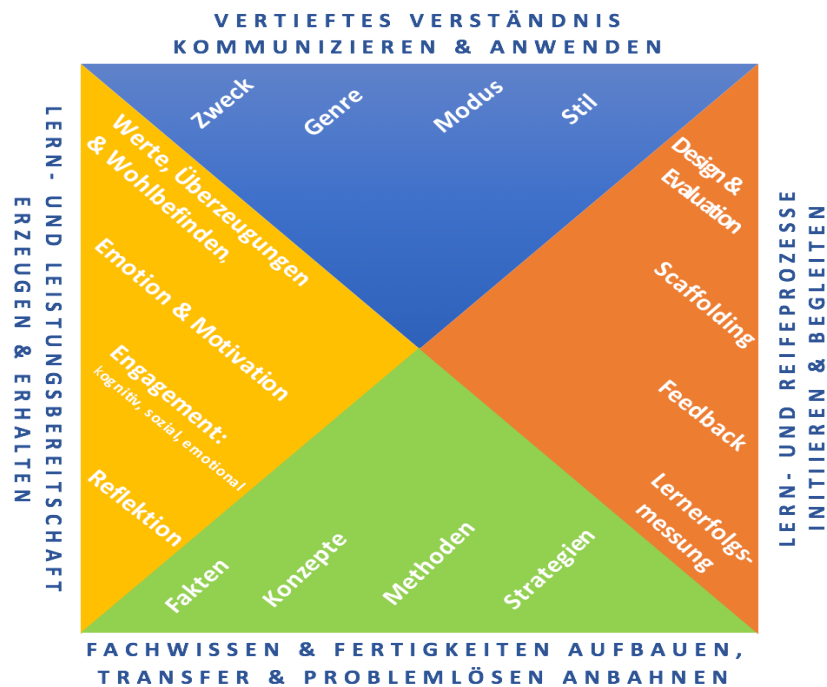 VERTIEFTES VERSTÄNDNIS
KOMMUNIZIEREN & ANWENDEN
Zweck
Genre
Modus
Stil
LERN- UND LEISTUNGSBEREITSCHAFT
ERZEUGEN & ERHALTEN
Werte, Überzeugungen
& Wohlbefinden,
Emotion & Motivation
Engagement:
kognitiv, sozial, emotional
Reflektion
Design &
Evaluation
Scaffolding
Feedback
Lernerfolgs-
messung
LERN- UND REIFEPROZESSE
INITIIEREN & BEGLEITEN
Fakten
Konzepte
Methoden
Strategien
FACHWISSEN & FERTIGKEITEN AUFBAUEN,
TRANSFER & PROBLEMLÖSEN ANBAHNEN